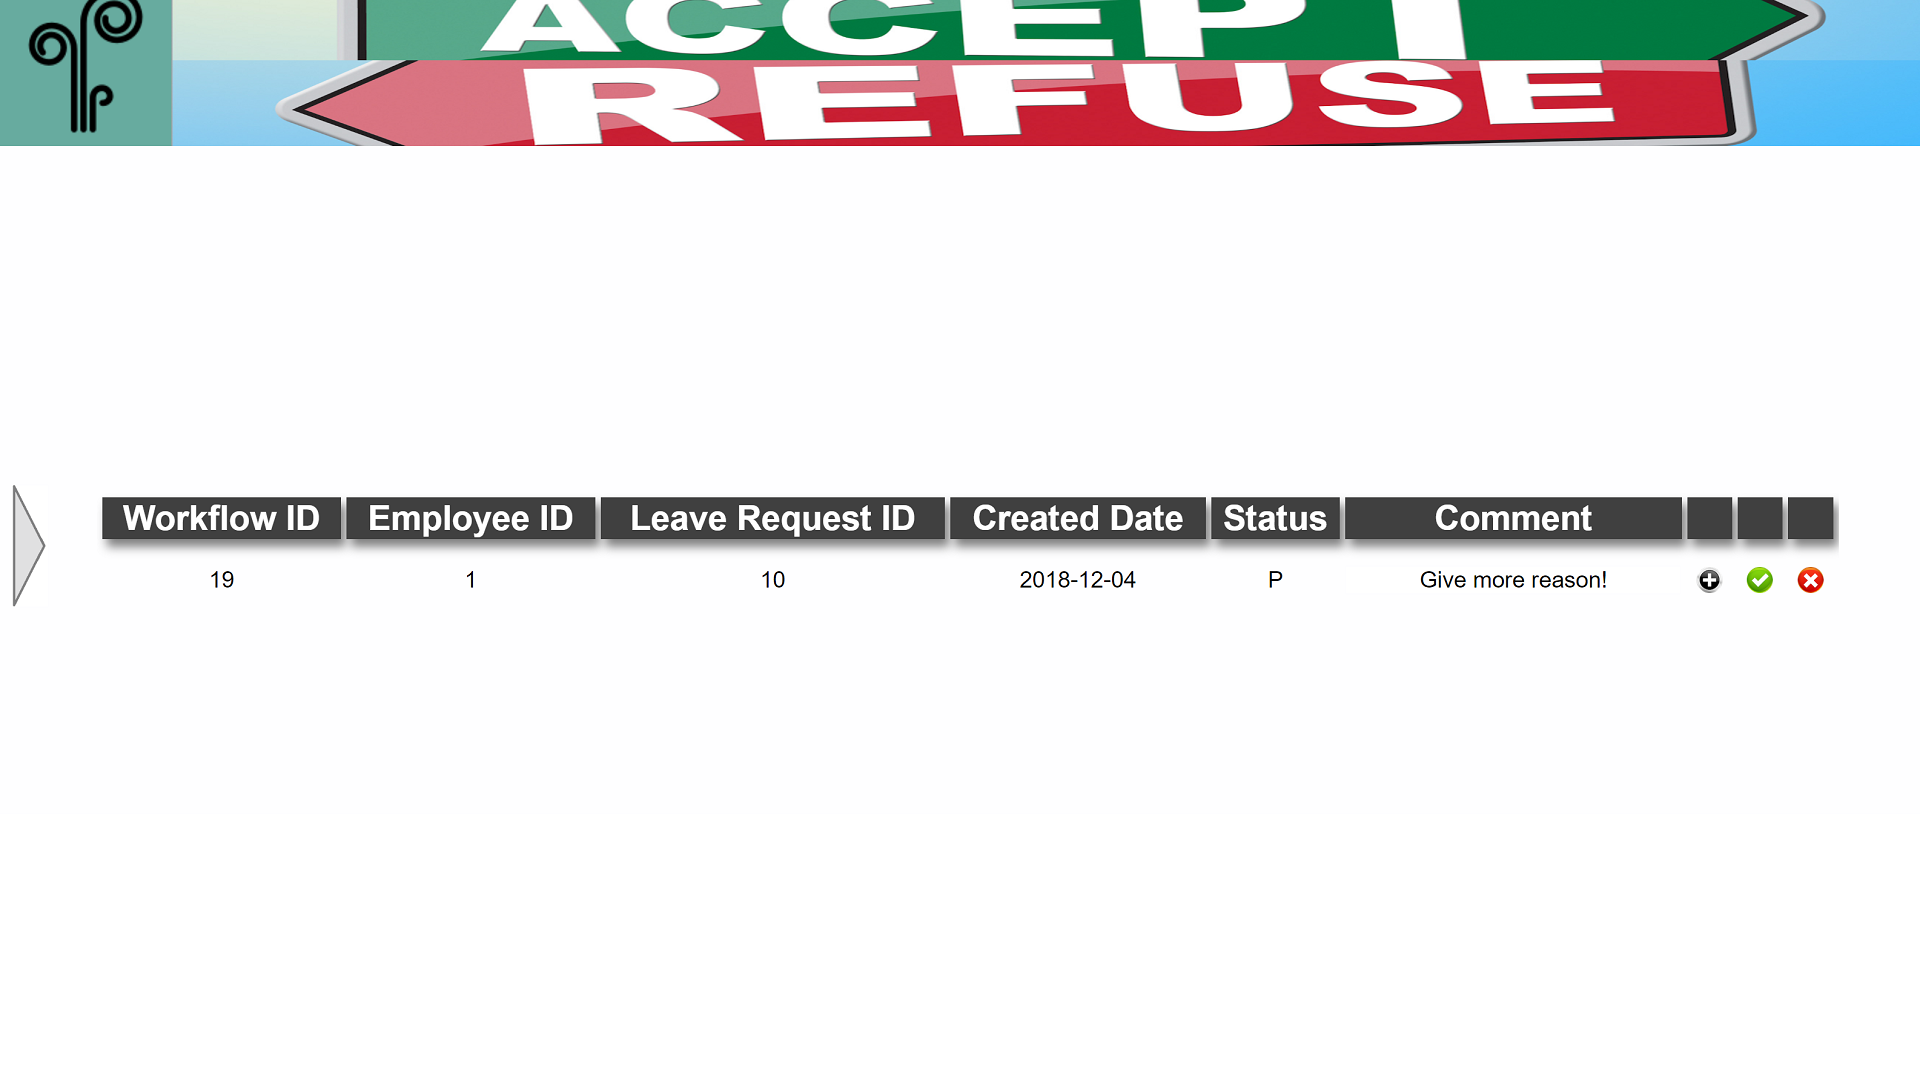 ACCEPT
REFUSE
Workflow ID Employee ID Leave Request ID Created Date Status Comment
19 1 10 2018-12-04 P Give more reason!